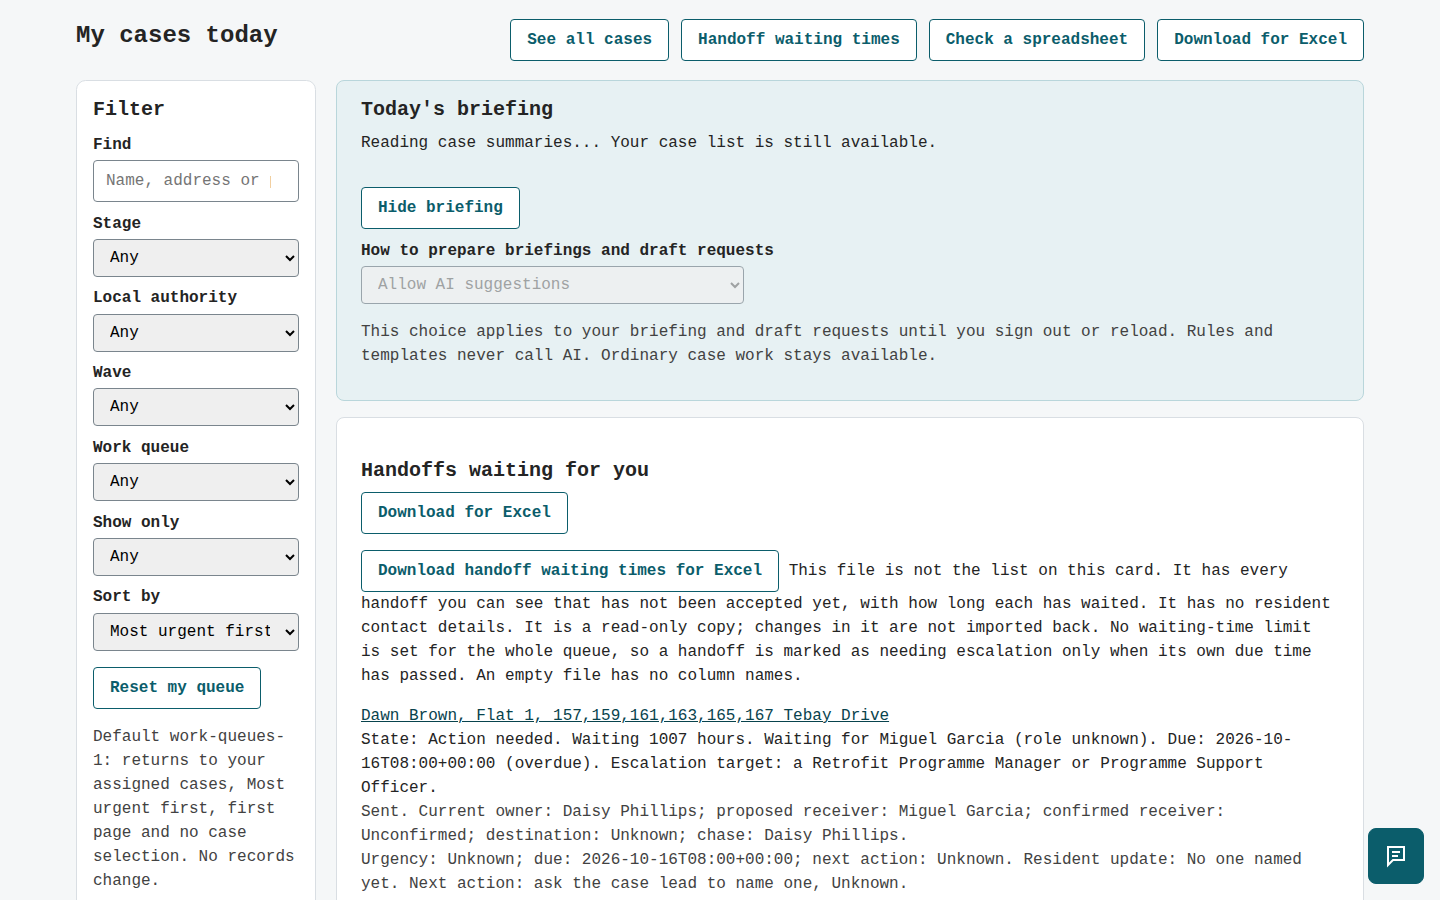 My cases today
See all cases
Handoff waiting times
Check a spreadsheet
Download for Excel
Filter
Find
Name, address or
Stage
Any
Local authority
Any
Wave
Any
Work queue
Any
Show only
Any
Sort by
Most urgent first
Reset my queue
Default work-queues-
1: returns to your
assigned cases, Most
urgent first, first
page and no case
selection. No records
change.
Today's briefing
Reading case summaries... Your case list is still available.
Hide briefing
How to prepare briefings and draft requests
Allow AI suggestions
This choice applies to your briefing and draft requests until you sign out or reload. Rules and
templates never call AI. Ordinary case work stays available.
Handoffs waiting for you
Download for Excel
Download handoff waiting times for Excel This file is not the list on this card. It has every
handoff you can see that has not been accepted yet, with how long each has waited. It has no resident
contact details. It is a read-only copy; changes in it are not imported back. No waiting-time limit
is set for the whole queue, so a handoff is marked as needing escalation only when its own due time
has passed. An empty file has no column names.
Dawn Brown, Flat 1, 157,159,161,163,165,167 Tebay Drive
State: Action needed. Waiting 1007 hours. Waiting for Miguel Garcia (role unknown). Due: 2026-10-
16T08:00+00:00 (overdue). Escalation target: a Retrofit Programme Manager or Programme Support
Officer.
Sent. Current owner: Daisy Phillips; proposed receiver: Miguel Garcia; confirmed receiver:
Unconfirmed; destination: Unknown; chase: Daisy Phillips.
Urgency: Unknown; due: 2026-10-16T08:00+00:00; next action: Unknown. Resident update: No one named
yet. Next action: ask the case lead to name one, Unknown.